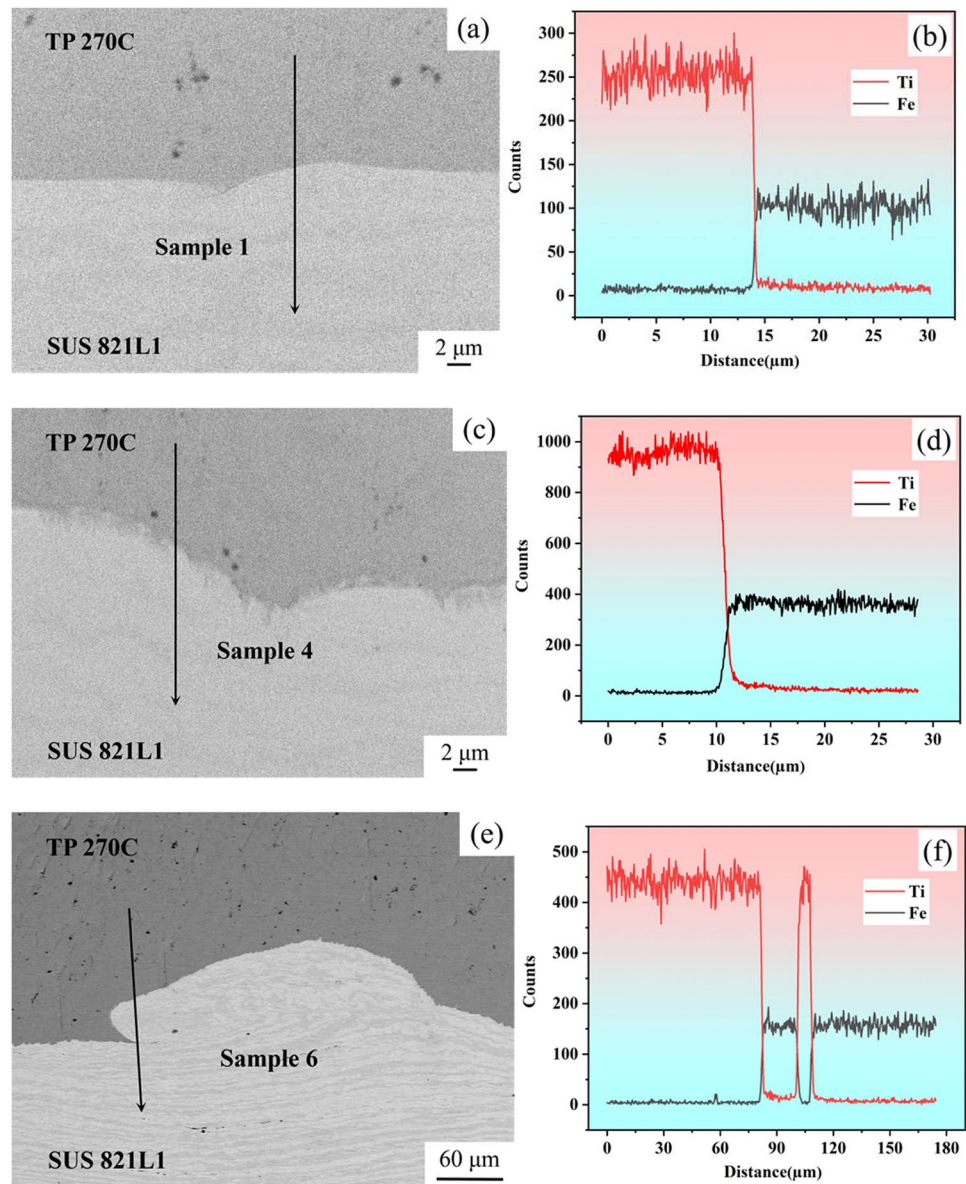 TP 270C
(a)
Sample 1
SUS 821L1
2 μm
(b)
300
250
200
150
100
50
0
Counts
Ti
Fe
0 5 10 15 20 25 30
Distance(μm)
TP 270C
(c)
Sample 4
SUS 821L1
2 μm
(d)
1000
800
600
400
200
0
Counts
Ti
Fe
0 5 10 15 20 25 30
Distance(μm)
TP 270C
(e)
Sample 6
SUS 821L1
60 μm
(f)
500
400
300
200
100
0
Counts
Ti
Fe
0 30 60 90 120 150 180
Distance(μm)